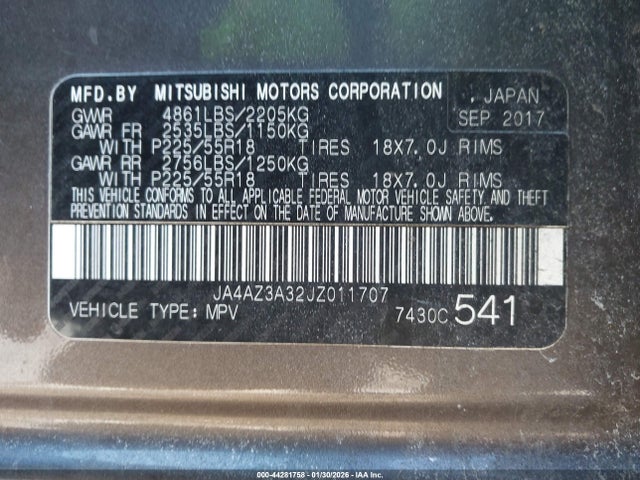 MFD.BY MITSUBISHI MOTORS CORPORATION , JAPAN
GVWR 4861LBS/2205KG SEP. 2017
GAWR FR 2535LBS/1150KG
WITH P225/55R18 TIRES 18X7.0J RIMS
GAWR RR 2756LBS/1250KG
WITH P225/55R18 TIRES 18X7.0J RIMS
THIS VEHICLE CONFORMS TO ALL APPLICABLE FEDERAL MOTOR VEHICLE SAFETY AND THEFT
PREVENTION STANDARDS IN EFFECT ON THE DATE OF MANUFACTURE SHOWN ABOVE.
JA4AZ3A32JZ011707
VEHICLE TYPE: MPV 7430C 541
000-44281758 - 01/30/2026 - IAA Inc.